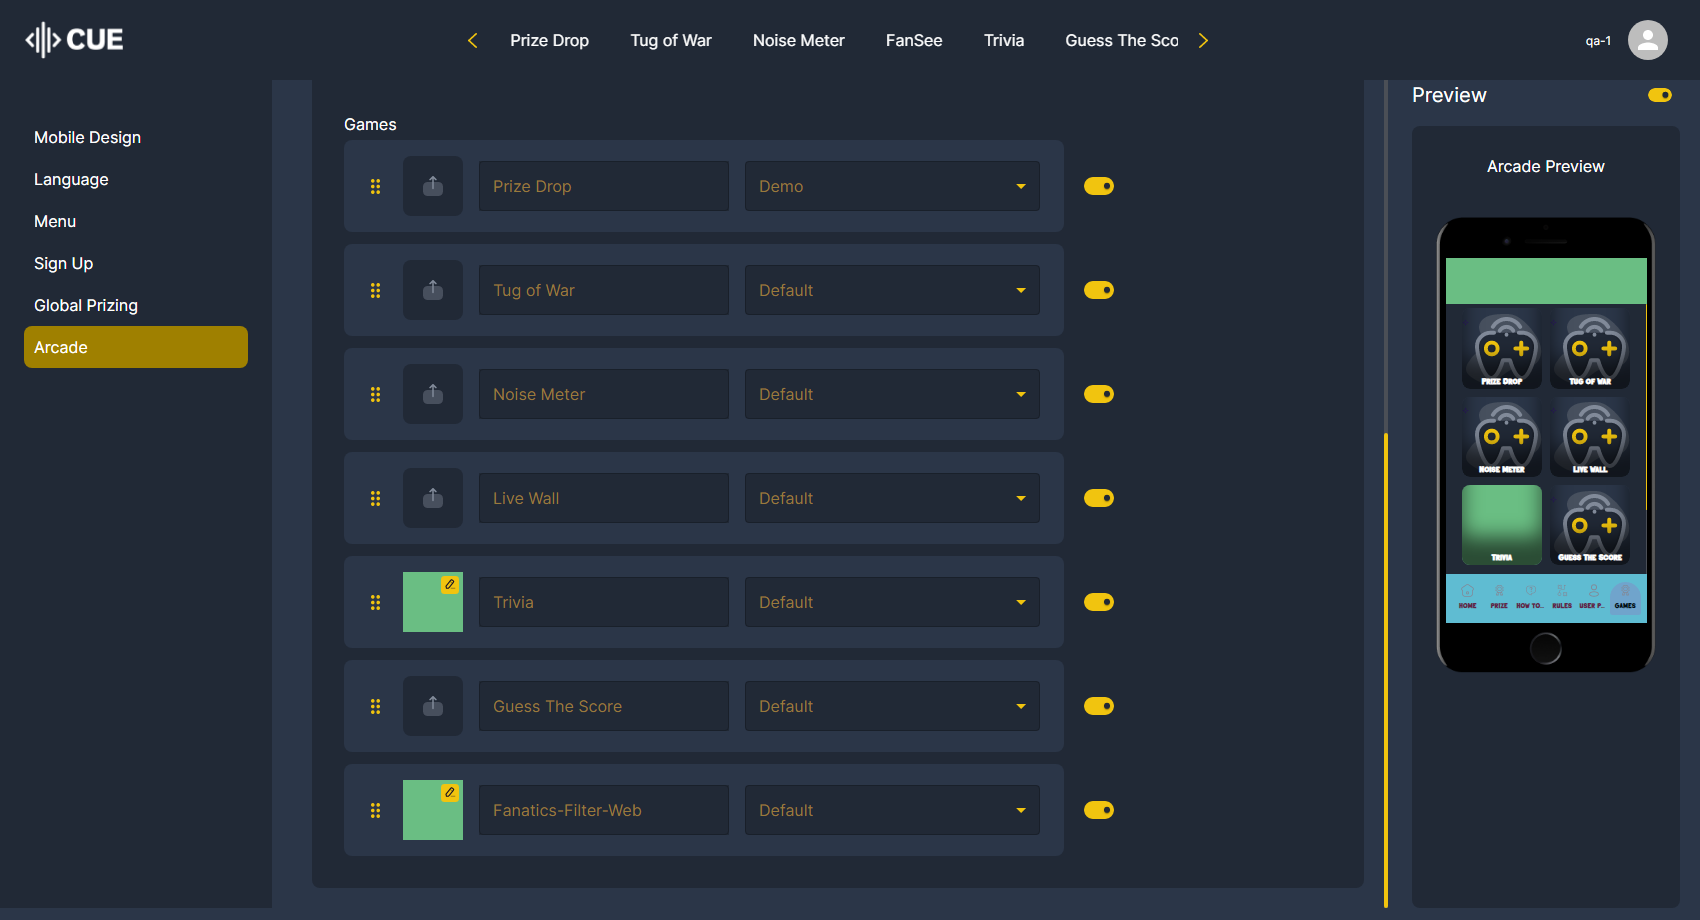 CUE
Prize Drop Tug of War Noise Meter FanSee Trivia Guess The Sco
qa-1
Mobile Design
Language
Menu
Sign Up
Global Prizing
Arcade
Games
Prize Drop Demo
Tug of War Default
Noise Meter Default
Live Wall Default
Trivia Default
Guess The Score Default
Fanatics-Filter-Web Default
Preview
Arcade Preview
Prize Drop Tug of War
Noise Meter Live Wall
Trivia Guess The Score
HOME PRIZE HOW TO.. RULES USER P.. GAMES